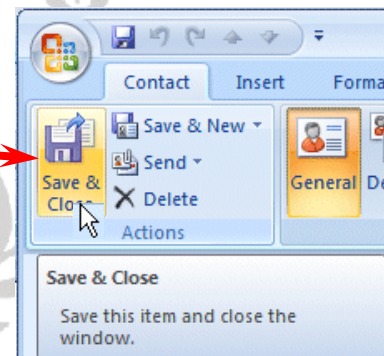 Contact Insert Forma
Save & Close
Save & New
Send
Delete
General De
Actions
Save & Close
Save this item and close the
window.